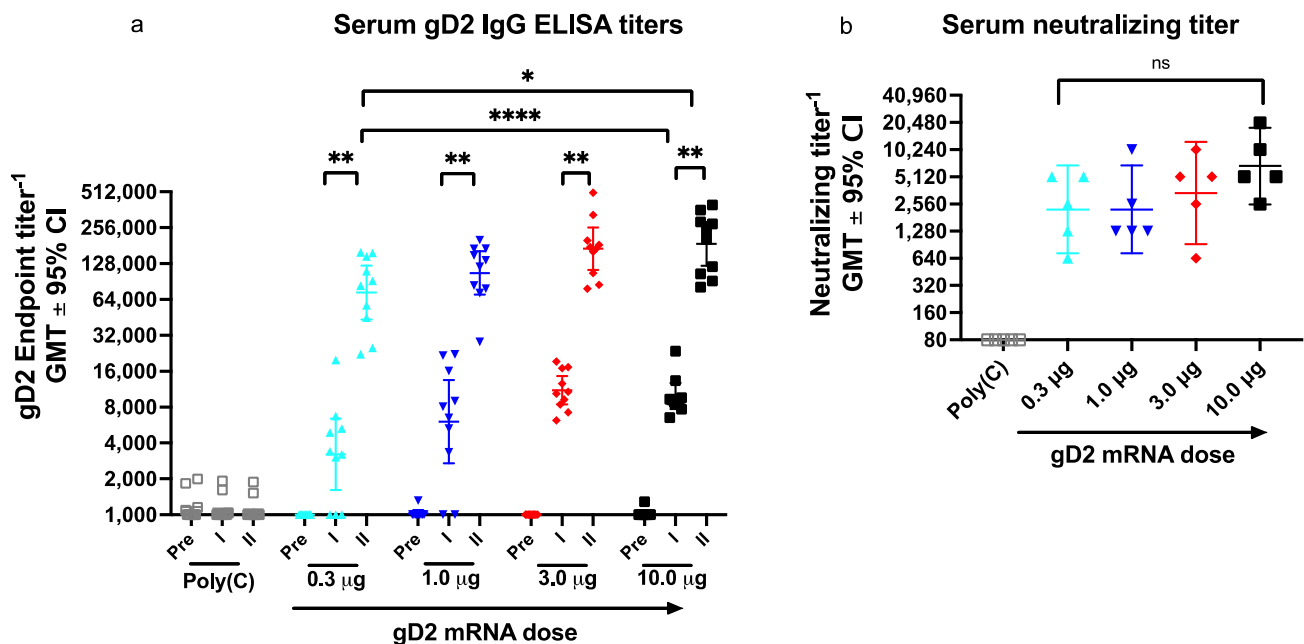 a
Serum gD2 IgG ELISA titers
*
****
** ** ** **
gD2 Endpoint titer⁻¹
GMT ± 95% CI
512,000
256,000
128,000
64,000
32,000
16,000
8,000
4,000
2,000
1,000
Pre I II Pre I II Pre I II Pre I II Pre I II
Poly(C) 0.3 μg 1.0 μg 3.0 μg 10.0 μg
gD2 mRNA dose
b
Serum neutralizing titer
ns
Neutralizing titer⁻¹
GMT ± 95% CI
40,960
20,480
10,240
5,120
2,560
1,280
640
320
160
80
Poly(C) 0.3 μg 1.0 μg 3.0 μg 10.0 μg
gD2 mRNA dose